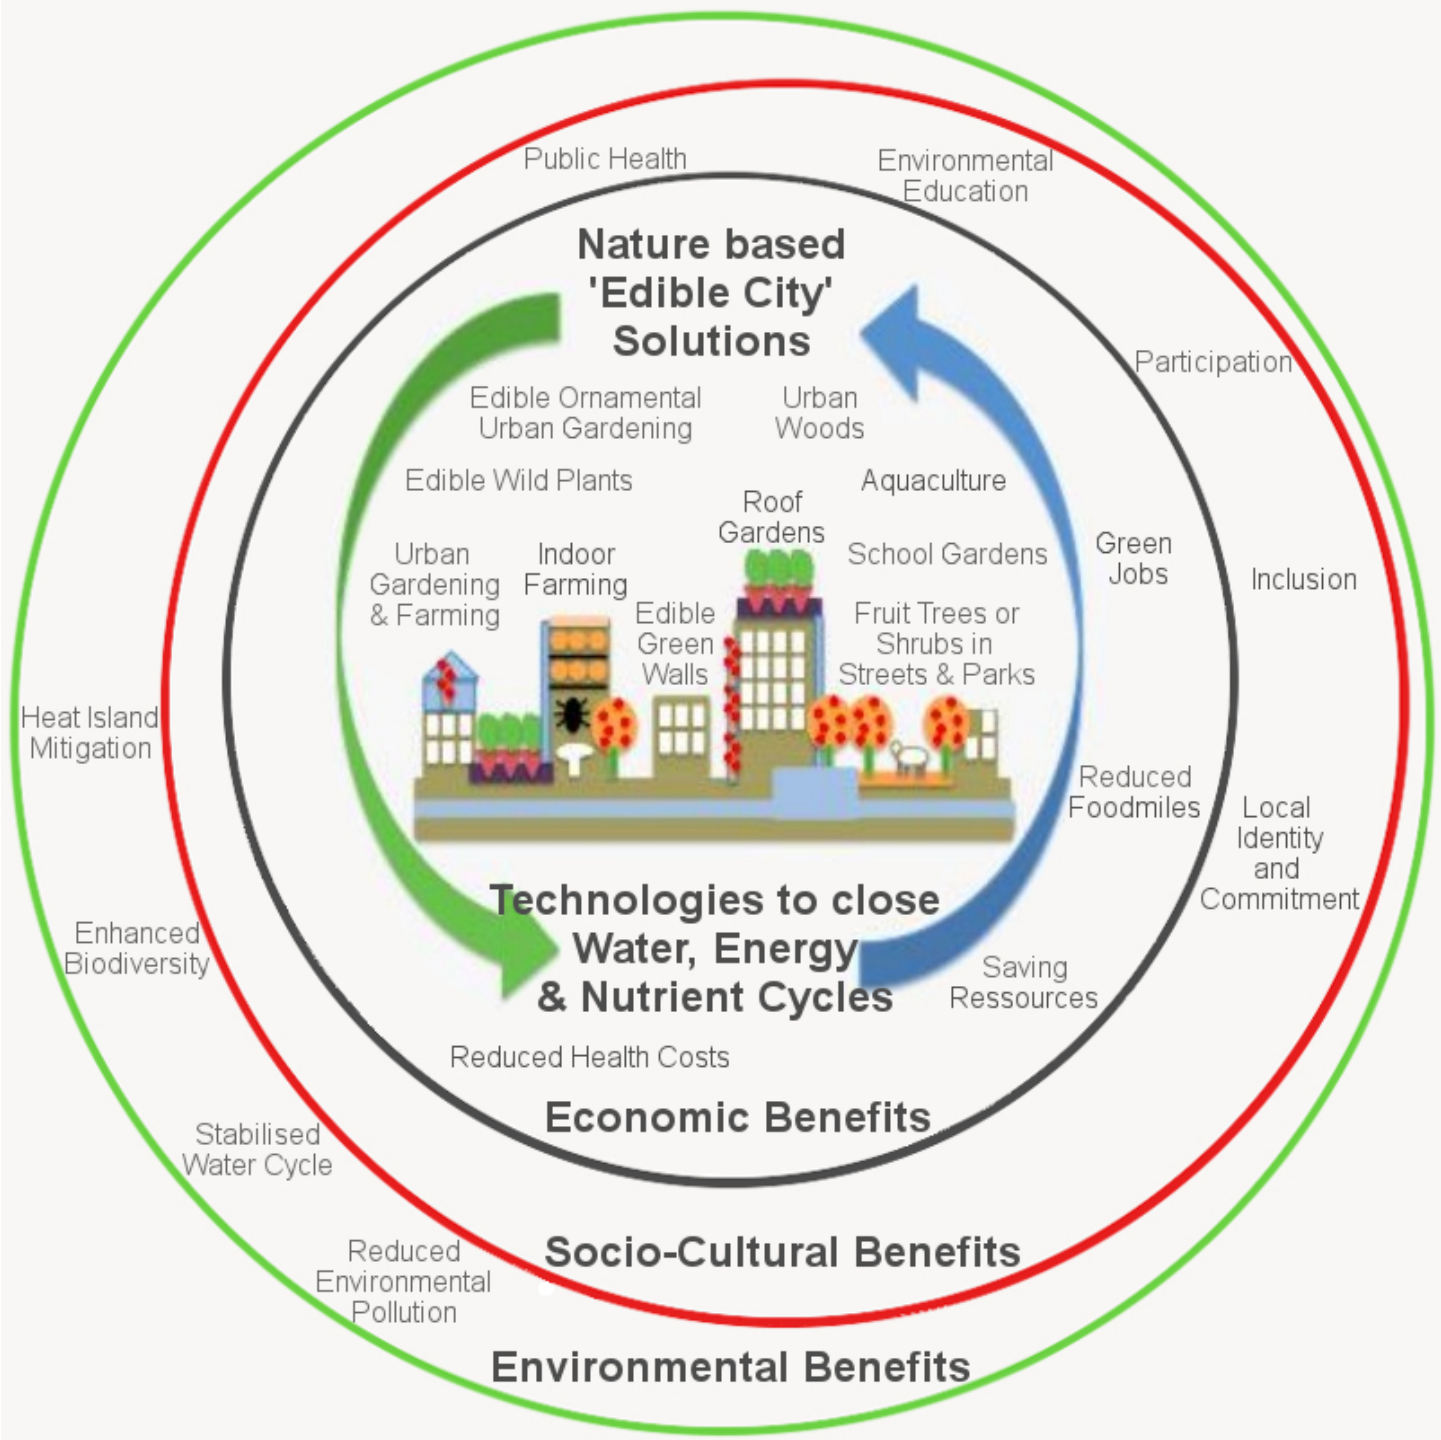 Public Health
Environmental
Education
Nature based
'Edible City'
Solutions
Participation
Edible Ornamental
Urban Gardening
Urban
Woods
Edible Wild Plants
Aquaculture
Roof
Gardens
Urban
Gardening
& Farming
Indoor
Farming
School Gardens
Green
Jobs
Inclusion
Edible
Green
Walls
Fruit Trees or
Shrubs in
Streets & Parks
Heat Island
Mitigation
Reduced
Foodmiles
Local
Identity
and
Commitment
Technologies to close
Water, Energy
& Nutrient Cycles
Enhanced
Biodiversity
Saving
Ressources
Reduced Health Costs
Economic Benefits
Stabilised
Water Cycle
Socio-Cultural Benefits
Reduced
Environmental
Pollution
Environmental Benefits